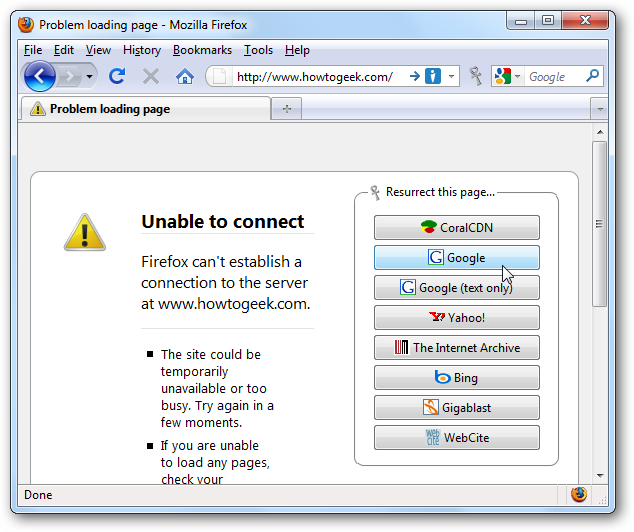 Problem loading page - Mozilla Firefox
File Edit View History Bookmarks Tools Help
http://www.howtogeek.com/ Google
Problem loading page
Unable to connect
Firefox can't establish a
connection to the server
at www.howtogeek.com.
The site could be
temporarily
unavailable or too
busy. Try again in a
few moments.
If you are unable
to load any pages,
check your
Resurrect this page...
CoralCDN
Google
Google (text only)
Yahoo!
The Internet Archive
Bing
Gigablast
WebCite
Done